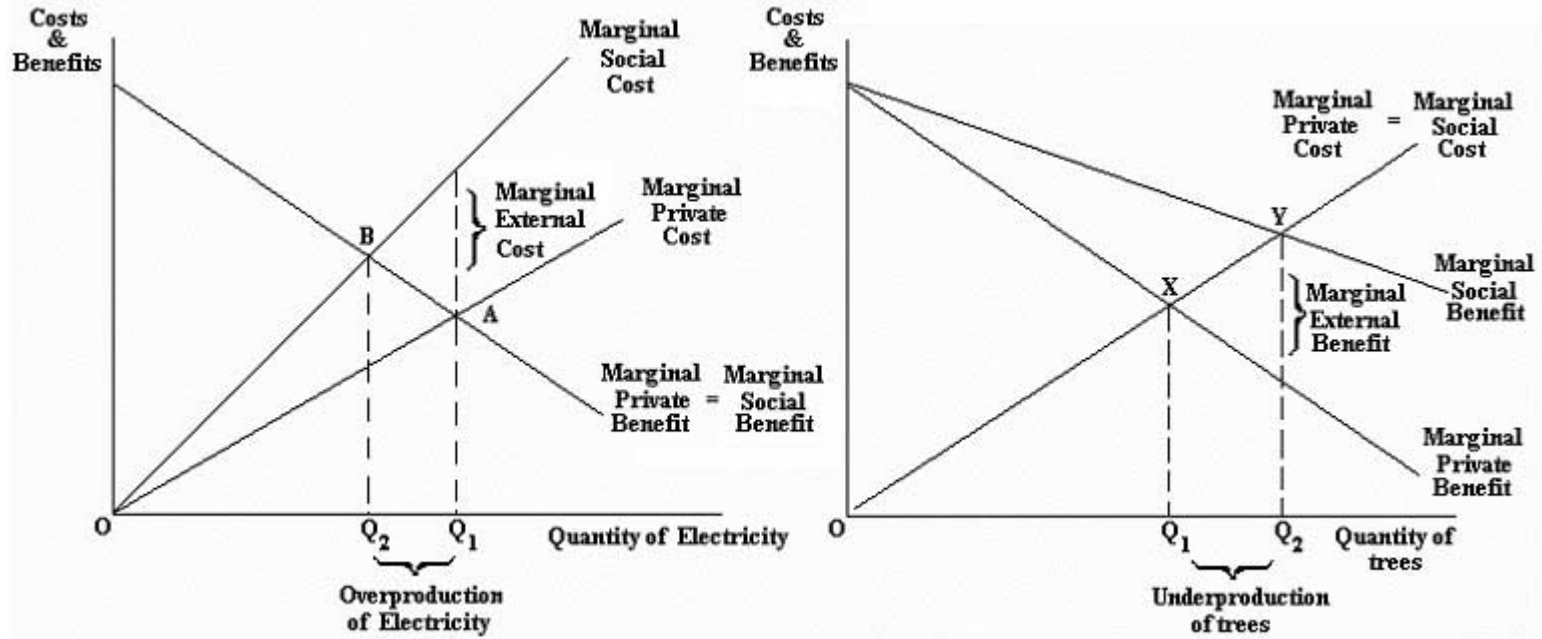 Costs
&
Benefits
Marginal
Social
Cost
Marginal
External
Cost
Marginal
Private
Cost
B
A
Marginal Marginal
Private = Social
Benefit Benefit
O
Q2
Q1
Quantity of Electricity
Overproduction
of Electricity
Costs
&
Benefits
Marginal Marginal
Private = Social
Cost Cost
Y
X
Marginal
Social
Benefit
Marginal
External
Benefit
Marginal
Private
Benefit
O
Q1
Q2
Quantity of
trees
Underproduction
of trees